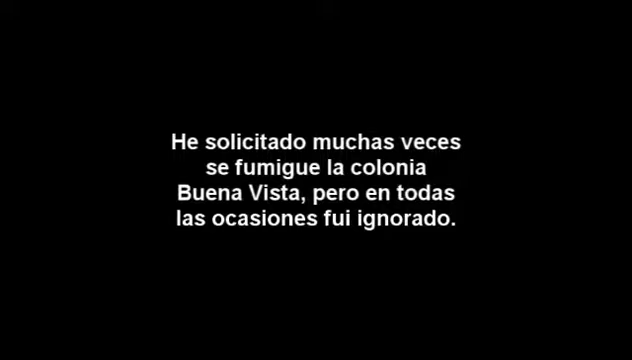 He solicitado muchas veces
se fumigue la colonia
Buena Vista, pero en todas
las ocasiones fui ignorado.